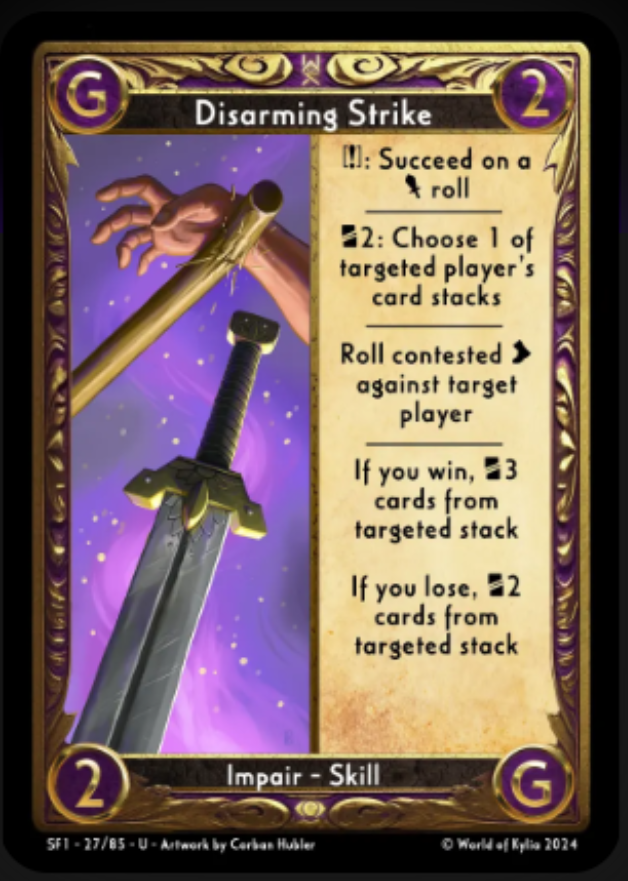 G
2
Disarming Strike
: Succeed on a
roll
2: Choose 1 of
targeted player's
card stacks
Roll contested
against target
player
If you win, 3
cards from
targeted stack
If you lose, 2
cards from
targeted stack
2
Impair - Skill
G
SF1 - 27/85 - U - Artwork by Corban Hubler
© World of Kylia 2024